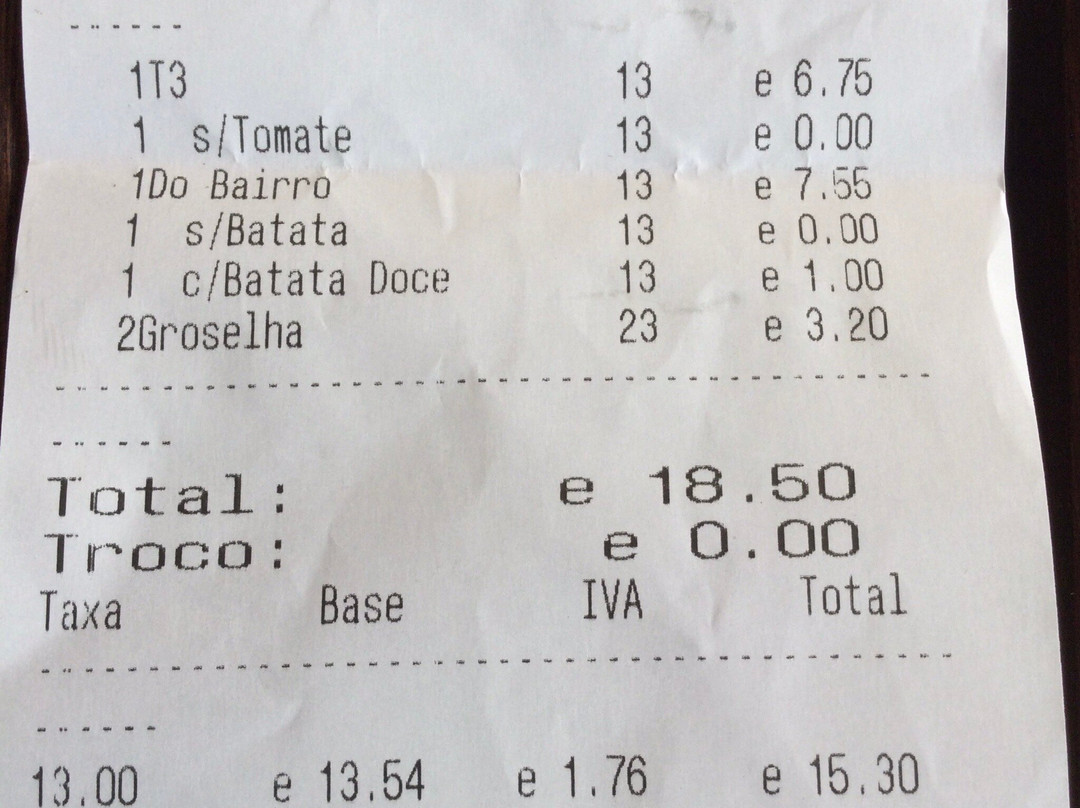 ------
1T3 13 e 6.75
1 s/Tomate 13 e 0.00
1Do Bairro 13 e 7.55
1 s/Batata 13 e 0.00
1 c/Batata Doce 13 e 1.00
2Groselha 23 e 3.20
------------------------------------------
------
Total: e 18.50
Troco: e 0.00
Taxa Base IVA Total
------------------------------------------
------
13.00 e 13.54 e 1.76 e 15.30